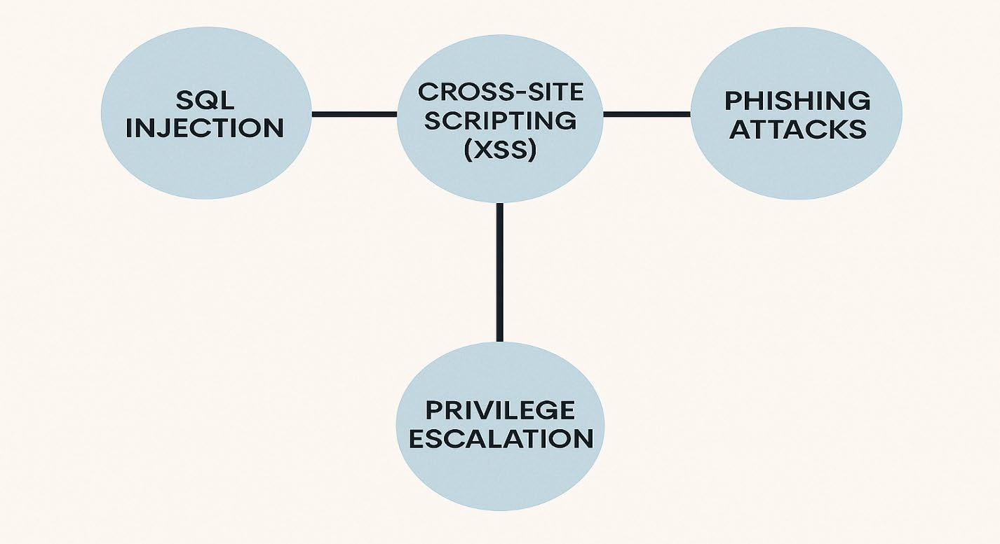 SQL
INJECTION
CROSS-SITE
SCRIPTING
(XSS)
PHISHING
ATTACKS
PRIVILEGE
ESCALATION